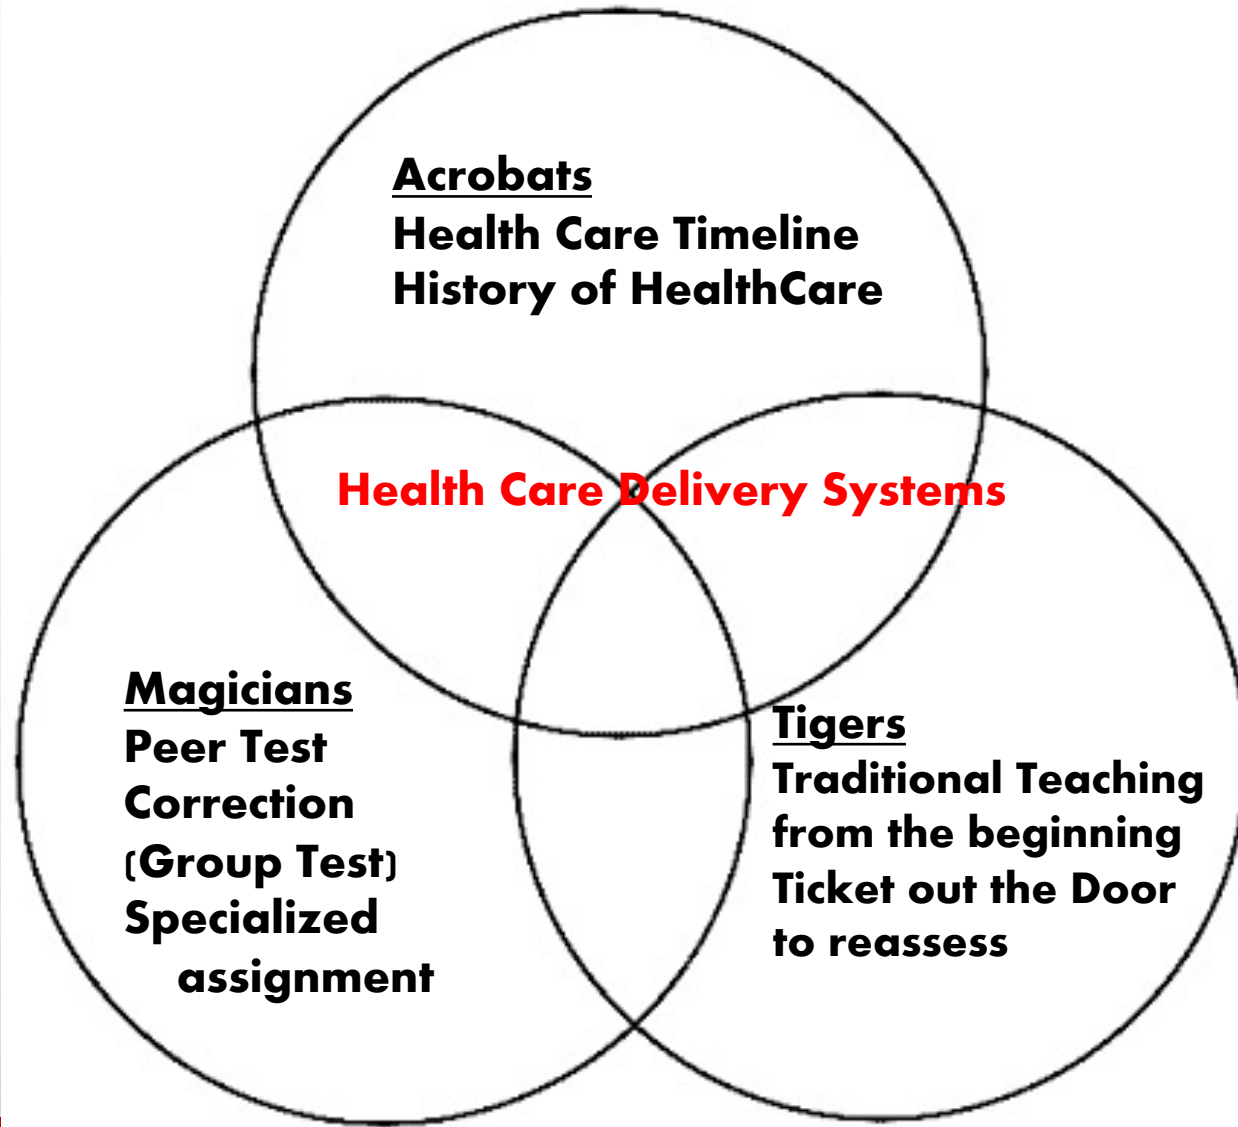 Acrobats
Health Care Timeline
History of HealthCare
Health Care Delivery Systems
Magicians
Peer Test
Correction
(Group Test)
Specialized
assignment
Tigers
Traditional Teaching
from the beginning
Ticket out the Door
to reassess